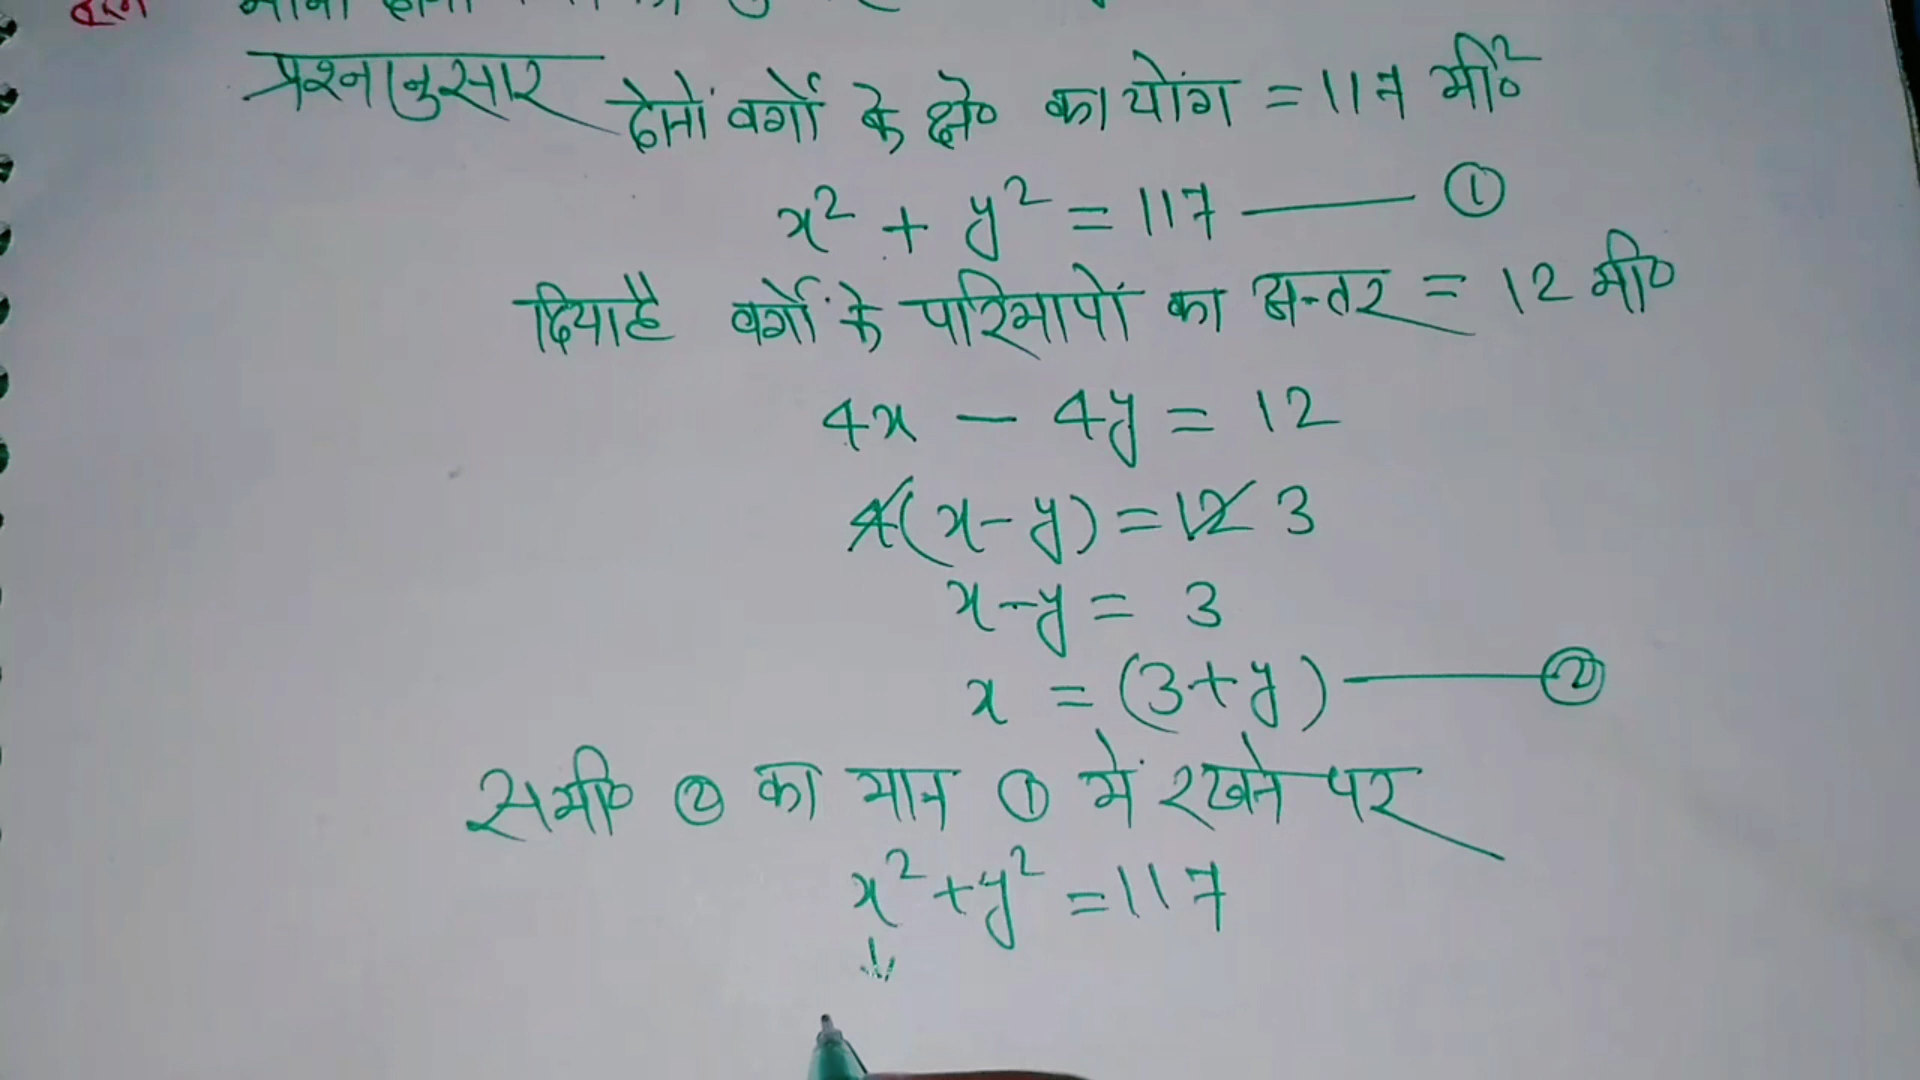 प्रश्नानुसार दोनों वर्गों के क्षे० का योग = 117 मी०²
x² + y² = 117 —— ①
दिया है वर्गों के परिमापों का अन्तर = 12 मी०
4x — 4y = 12
4(x-y) = 12 3
x-y = 3
x = (3+y) —— ②
समी० ② का मान ① में रखने पर
x²+y² = 117
↓